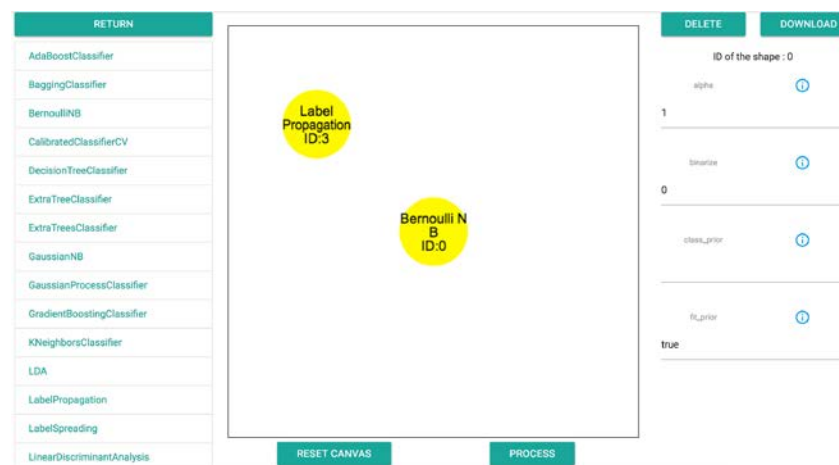 RETURN
AdaBoostClassifier
BaggingClassifier
BernoulliNB
CalibratedClassifierCV
DecisionTreeClassifier
ExtraTreeClassifier
ExtraTreesClassifier
GaussianNB
GaussianProcessClassifier
GradientBoostingClassifier
KNeighborsClassifier
LDA
LabelPropagation
LabelSpreading
LinearDiscriminantAnalysis
Label
Propagation
ID:3
Bernoulli N
B
ID:0
RESET CANVAS
PROCESS
DELETE
DOWNLOAD
ID of the shape : 0
alpha
1
binarize
0
class_prior
fit_prior
true